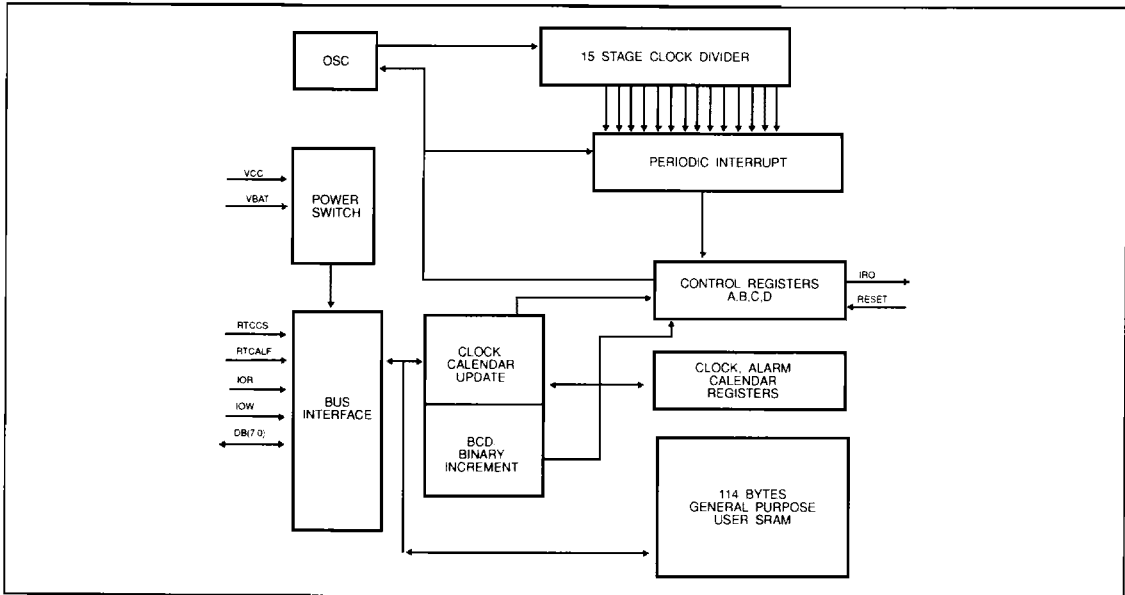 OSC
15 STAGE CLOCK DIVIDER
PERIODIC INTERRUPT
VCC
VBAT
POWER
SWITCH
CONTROL REGISTERS
A,B,C,D
IRQ
RESET
RTCCS
RTCALE
IOR
IOW
DB(7:0)
BUS
INTERFACE
CLOCK
CALENDAR
UPDATE
BCD
BINARY
INCREMENT
CLOCK, ALARM
CALENDAR
REGISTERS
114 BYTES
GENERAL PURPOSE
USER SRAM